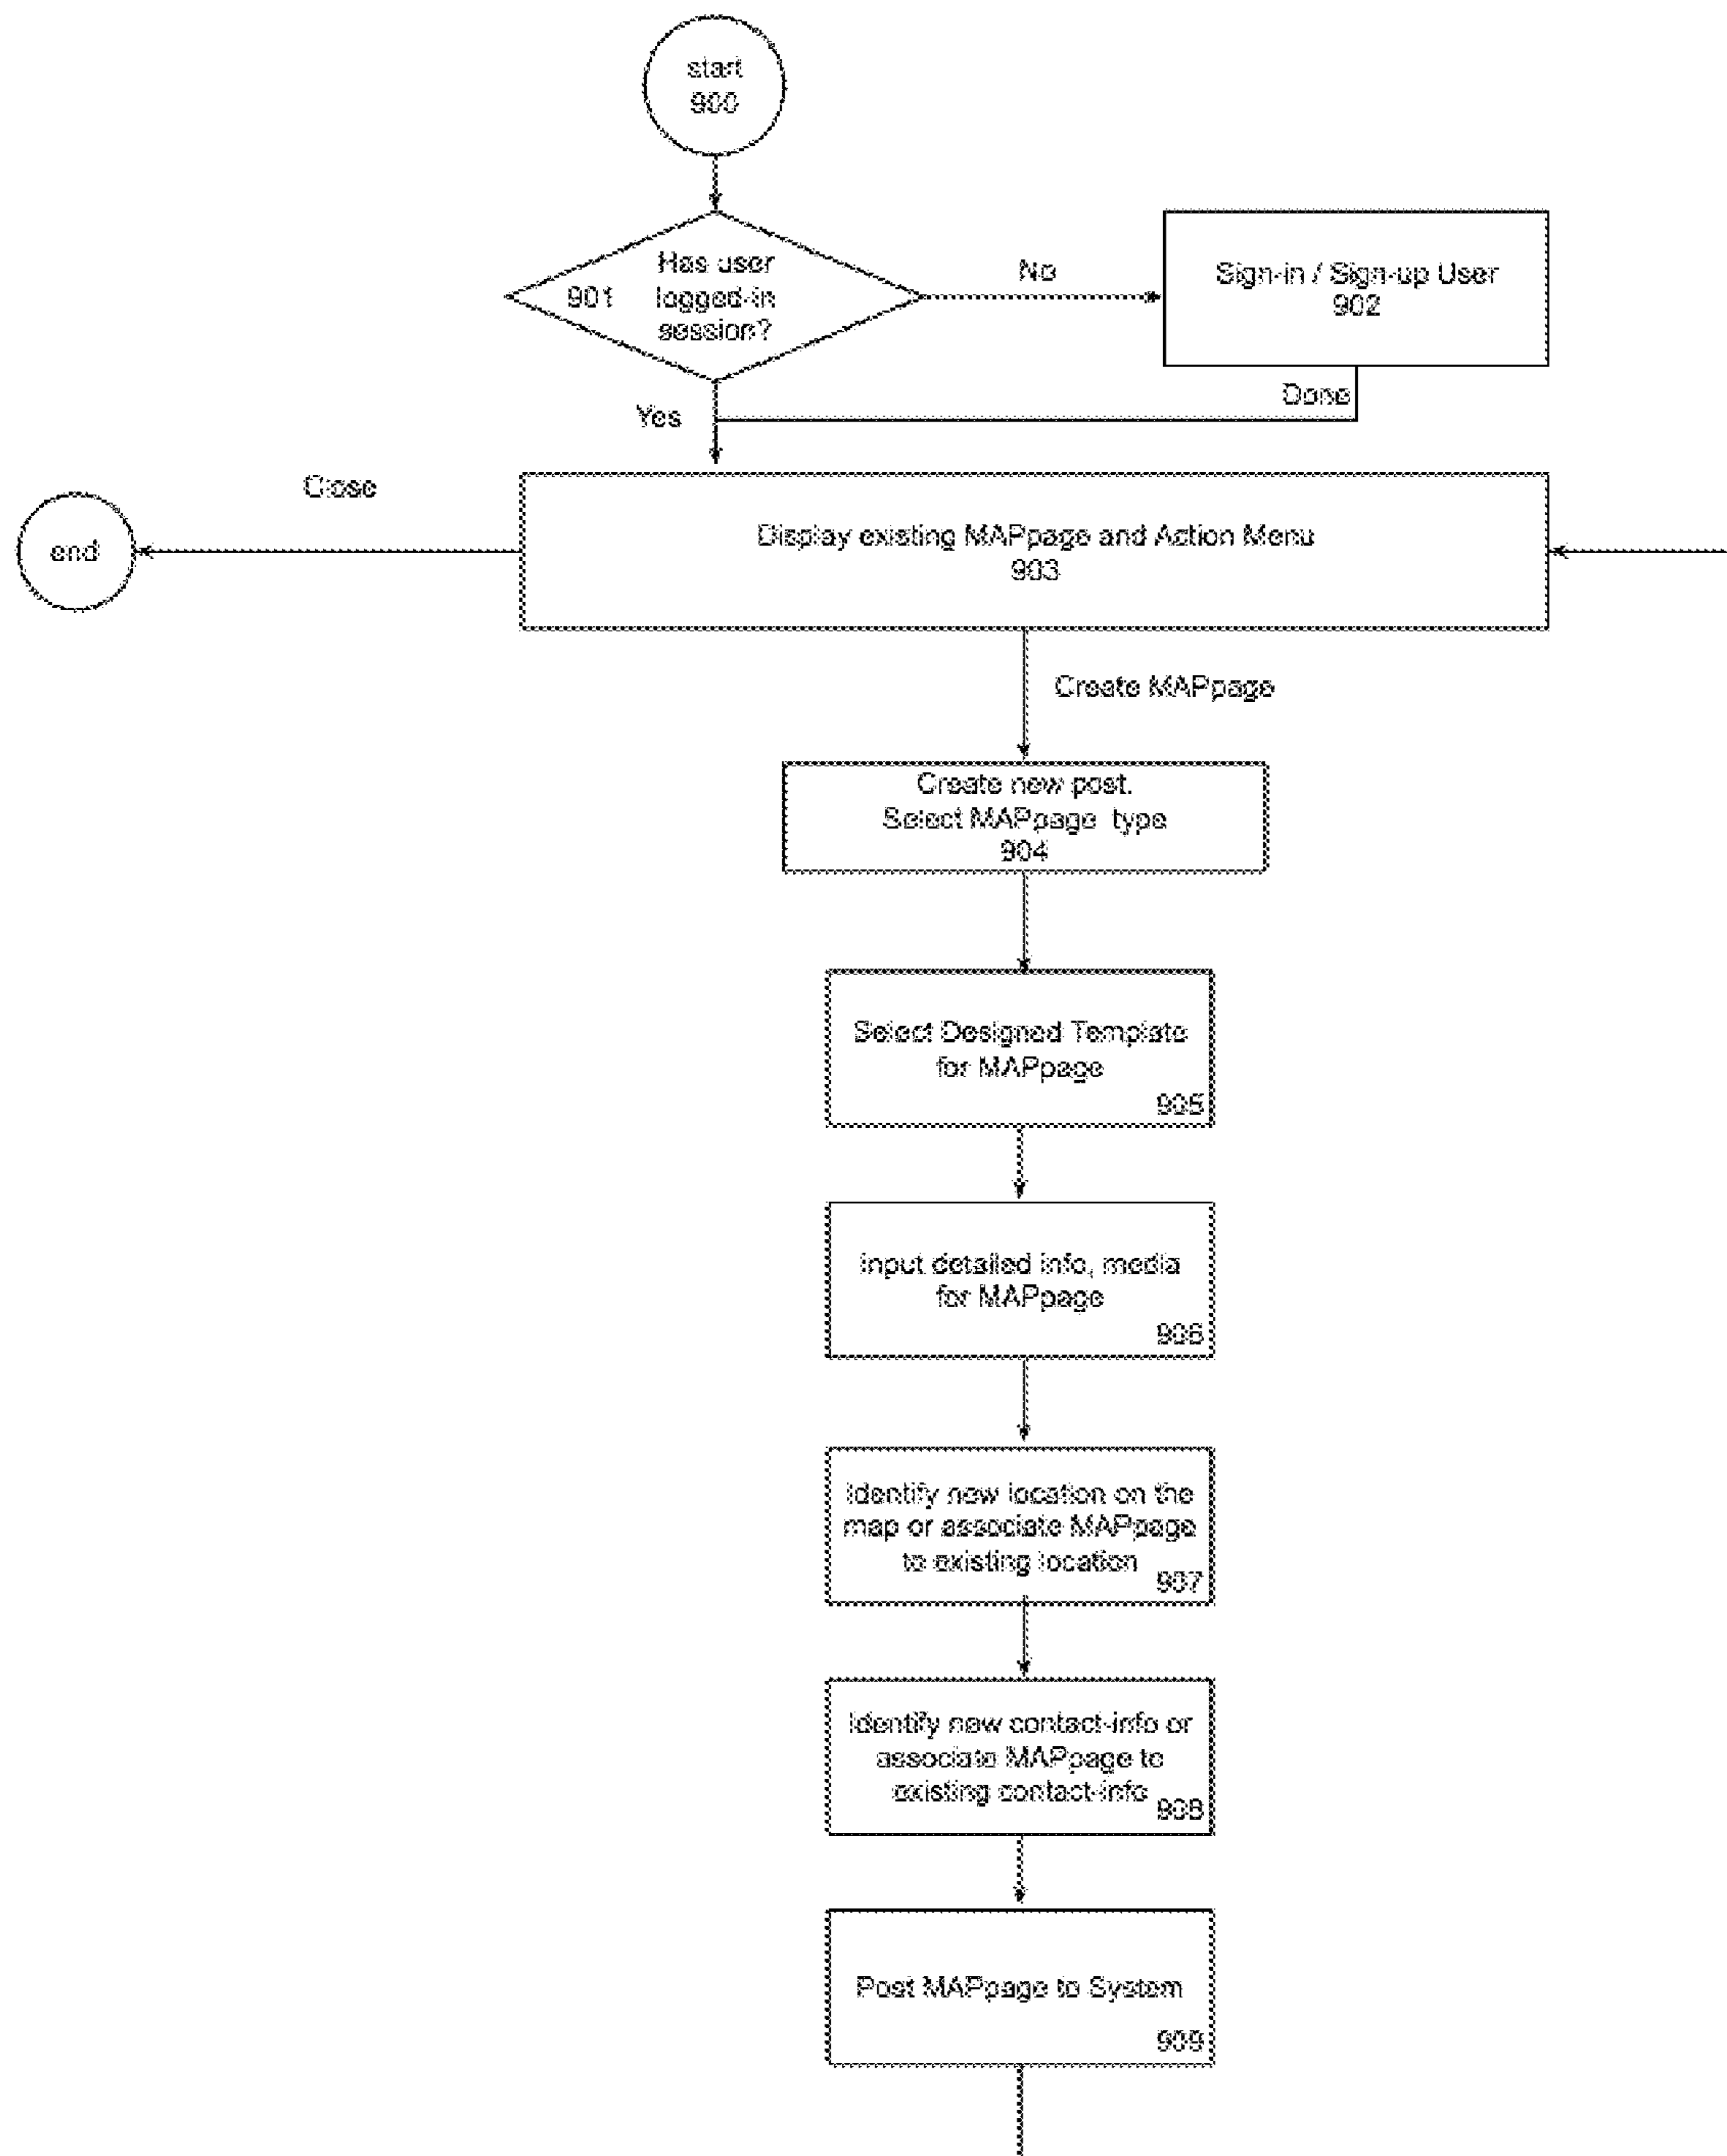 start
900
Has user
901
logged-in
session?
No
Sign-in / Sign-up User
902
Done
Yes
Close
end
Display existing MAPpage and Action Menu
903
Create MAPpage
Create new post.
Select MAPpage type
904
Select Designed Template
for MAPpage
905
Input detailed info, media
for MAPpage
906
Identify new location on the
map or associate MAPpage
to existing location
907
Identify new contact-info or
associate MAPpage to
existing contact-info
908
Post MAPpage to System
909